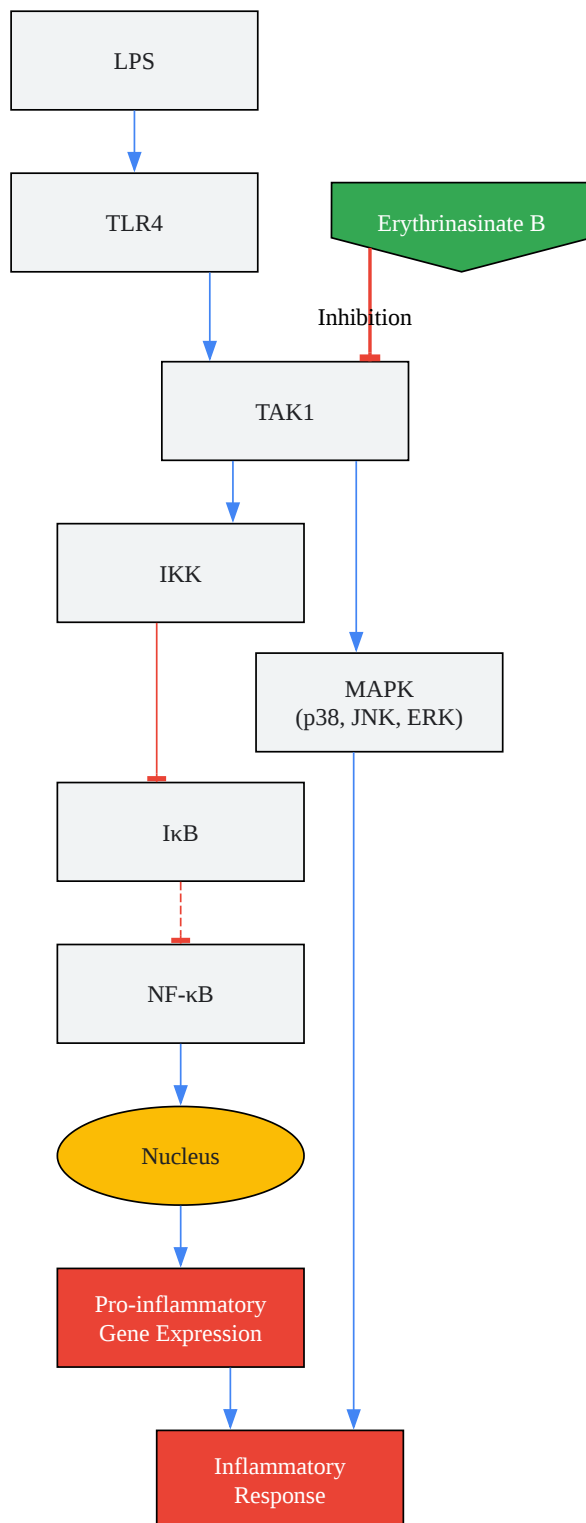 LPS
TLR4
Erythrinasinate B
Inhibition
TAK1
IKK
MAPK
(p38, JNK, ERK)
IκB
NF-κB
Nucleus
Pro-inflammatory
Gene Expression
Inflammatory
Response